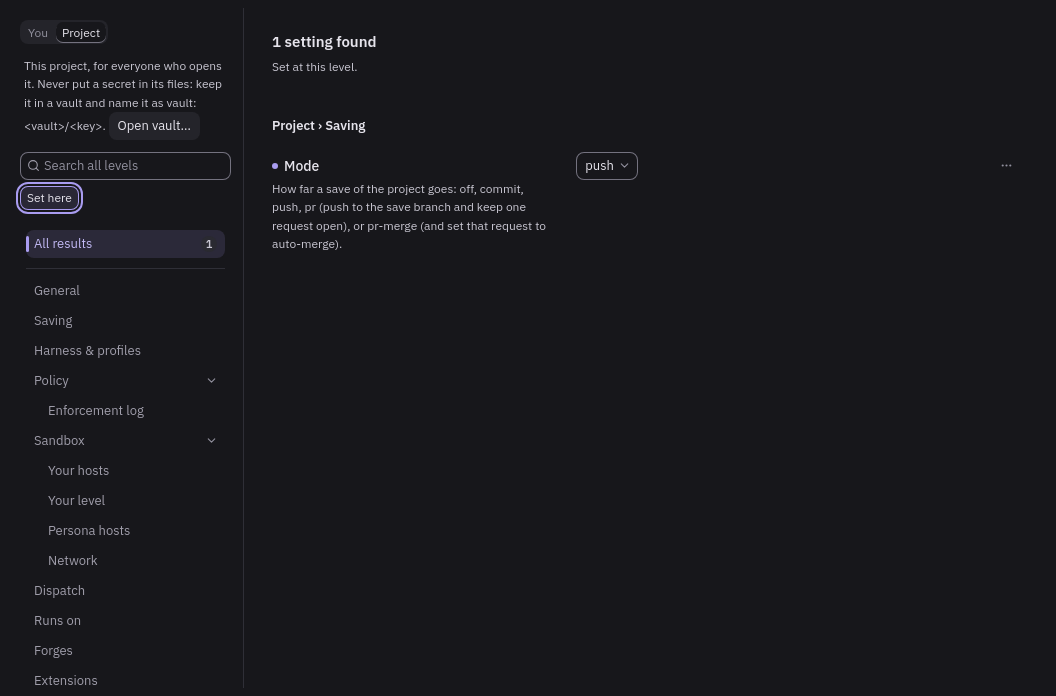 You
Project
This project, for everyone who opens
it. Never put a secret in its files: keep
it in a vault and name it as vault:
<vault>/<key>. Open vault...
Search all levels
Set here
All results 1
General
Saving
Harness & profiles
Policy
Enforcement log
Sandbox
Your hosts
Your level
Persona hosts
Network
Dispatch
Runs on
Forges
Extensions
1 setting found
Set at this level.
Project › Saving
Mode
push
How far a save of the project goes: off, commit,
push, pr (push to the save branch and keep one
request open), or pr-merge (and set that request to
auto-merge).